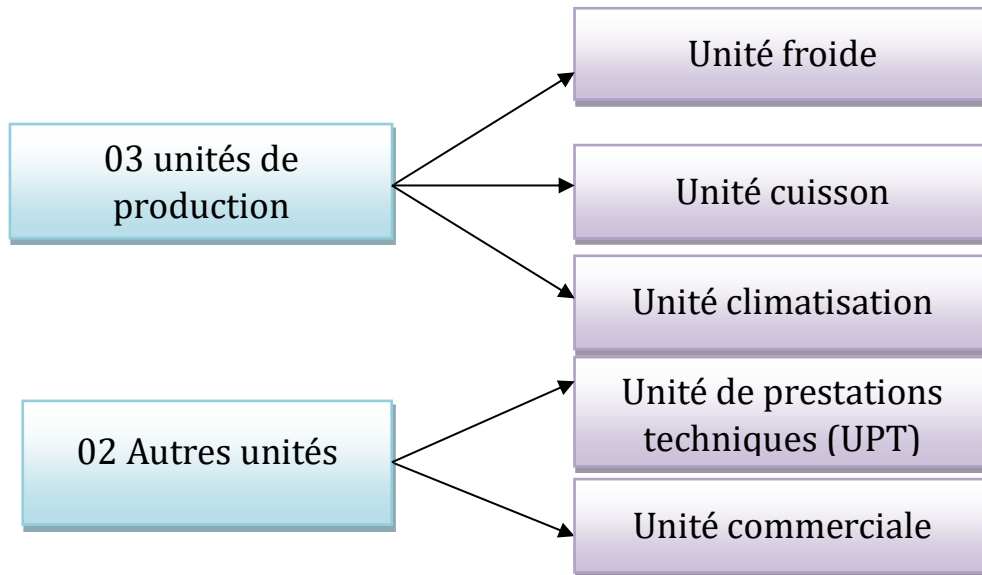 03 unités de
production
Unité froide
Unité cuisson
Unité climatisation
02 Autres unités
Unité de prestations
techniques (UPT)
Unité commerciale